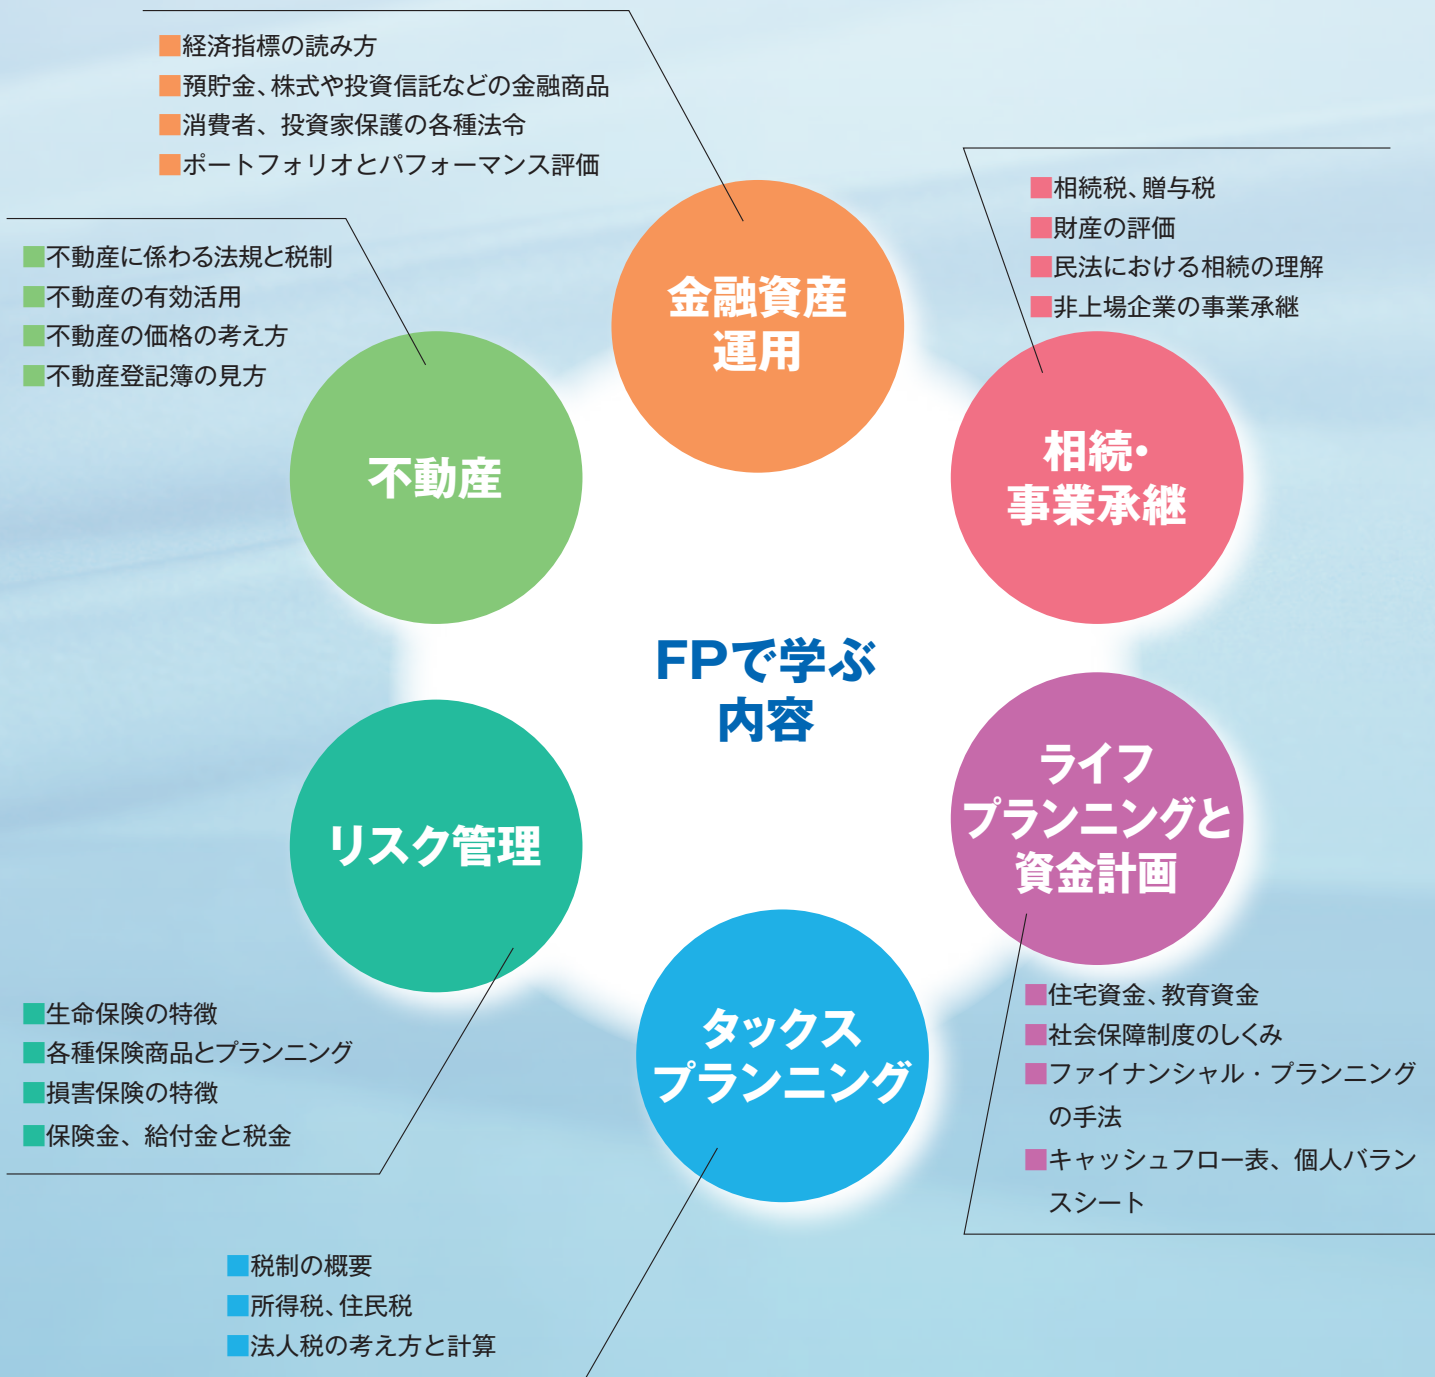 ■経済指標の読み方
■預貯金、株式や投資信託などの金融商品
■消費者、投資家保護の各種法令
■ポートフォリオとパフォーマンス評価
金融資産
運用
■相続税、贈与税
■財産の評価
■民法における相続の理解
■非上場企業の事業承継
相続・
事業承継
■不動産に係わる法規と税制
■不動産の有効活用
■不動産の価格の考え方
■不動産登記簿の見方
不動産
FPで学ぶ
内容
リスク管理
■生命保険の特徴
■各種保険商品とプランニング
■損害保険の特徴
■保険金、給付金と税金
ライフ
プランニングと
資金計画
■住宅資金、教育資金
■社会保障制度のしくみ
■ファイナンシャル・プランニング
の手法
■キャッシュフロー表、個人バラン
スシート
タックス
プランニング
■税制の概要
■所得税、住民税
■法人税の考え方と計算